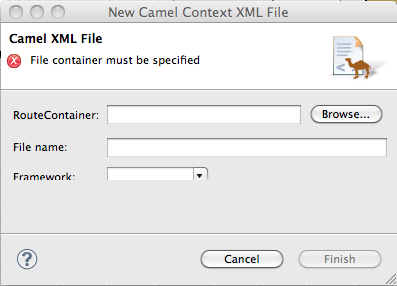 New Camel Context XML File
Camel XML File
File container must be specified
RouteContainer:
Browse...
File name:
Framework:
?
Cancel
Finish